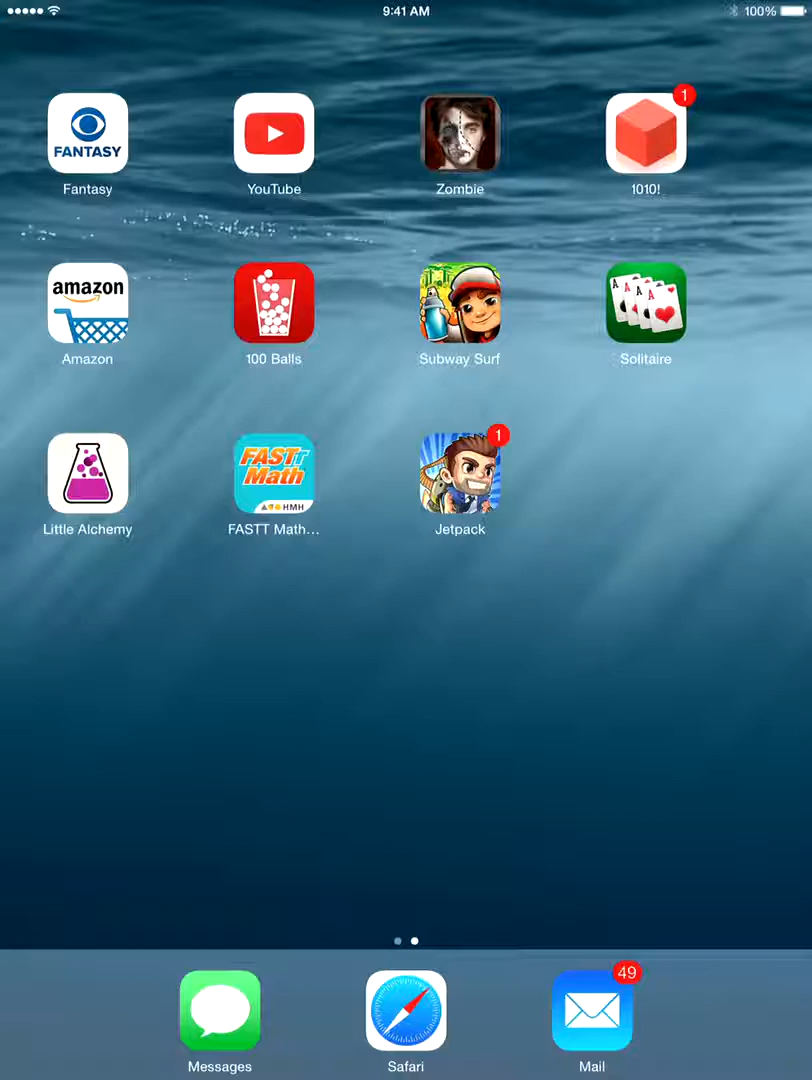 9:41 AM
100%
FANTASY
1
Fantasy
YouTube
Zombie
1010!
amazon
A A A A
Amazon
100 Balls
Subway Surf
Solitaire
FASTT
Math
HMH
1
Little Alchemy
FASTT Math...
Jetpack
49
Messages
Safari
Mail